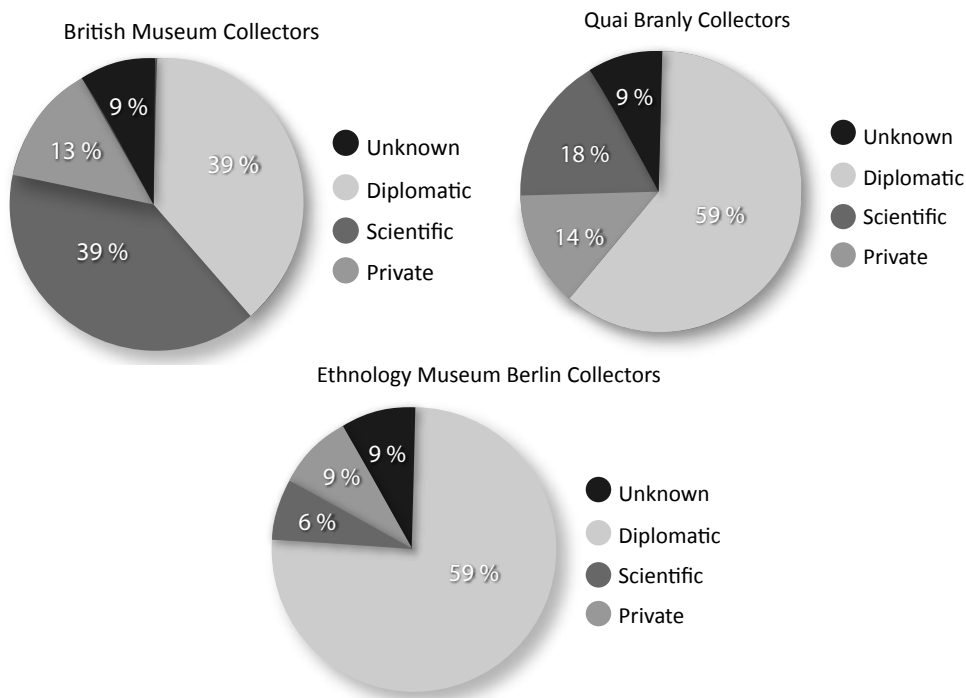 British Museum Collectors
9 %
39 %
13 %
39 %
Unknown
Diplomatic
Scientific
Private
Quai Branly Collectors
9 %
18 %
59 %
14 %
Unknown
Diplomatic
Scientific
Private
Ethnology Museum Berlin Collectors
9 %
9 %
6 %
59 %
Unknown
Diplomatic
Scientific
Private